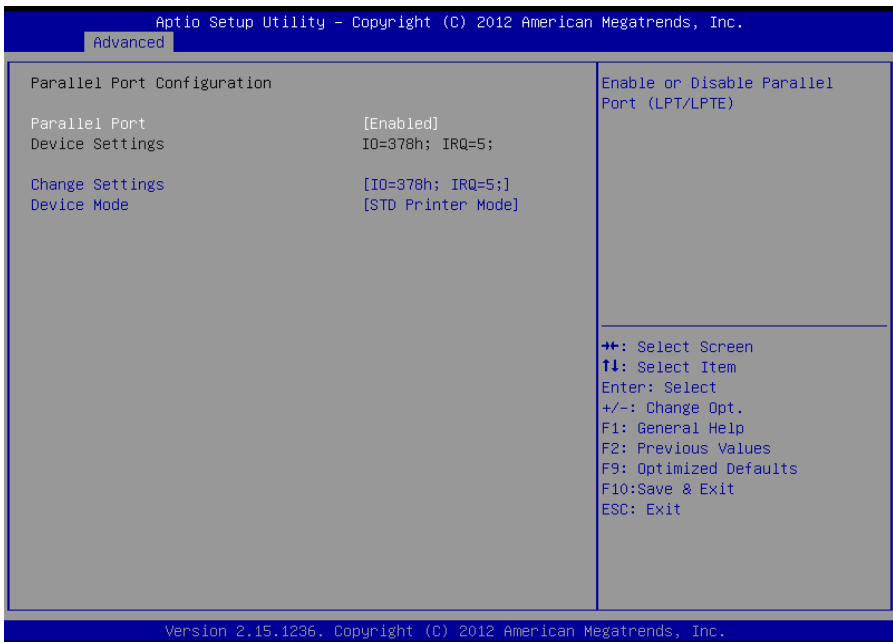 Aptio Setup Utility – Copyright (C) 2012 American Megatrends, Inc.
Advanced
Parallel Port Configuration
Parallel Port [Enabled]
Device Settings IO=378h; IRQ=5;
Change Settings [IO=378h; IRQ=5;]
Device Mode [STD Printer Mode]
Enable or Disable Parallel
Port (LPT/LPTE)
→←: Select Screen
↑↓: Select Item
Enter: Select
+/-: Change Opt.
F1: General Help
F2: Previous Values
F9: Optimized Defaults
F10:Save & Exit
ESC: Exit
Version 2.15.1236. Copyright (C) 2012 American Megatrends, Inc.